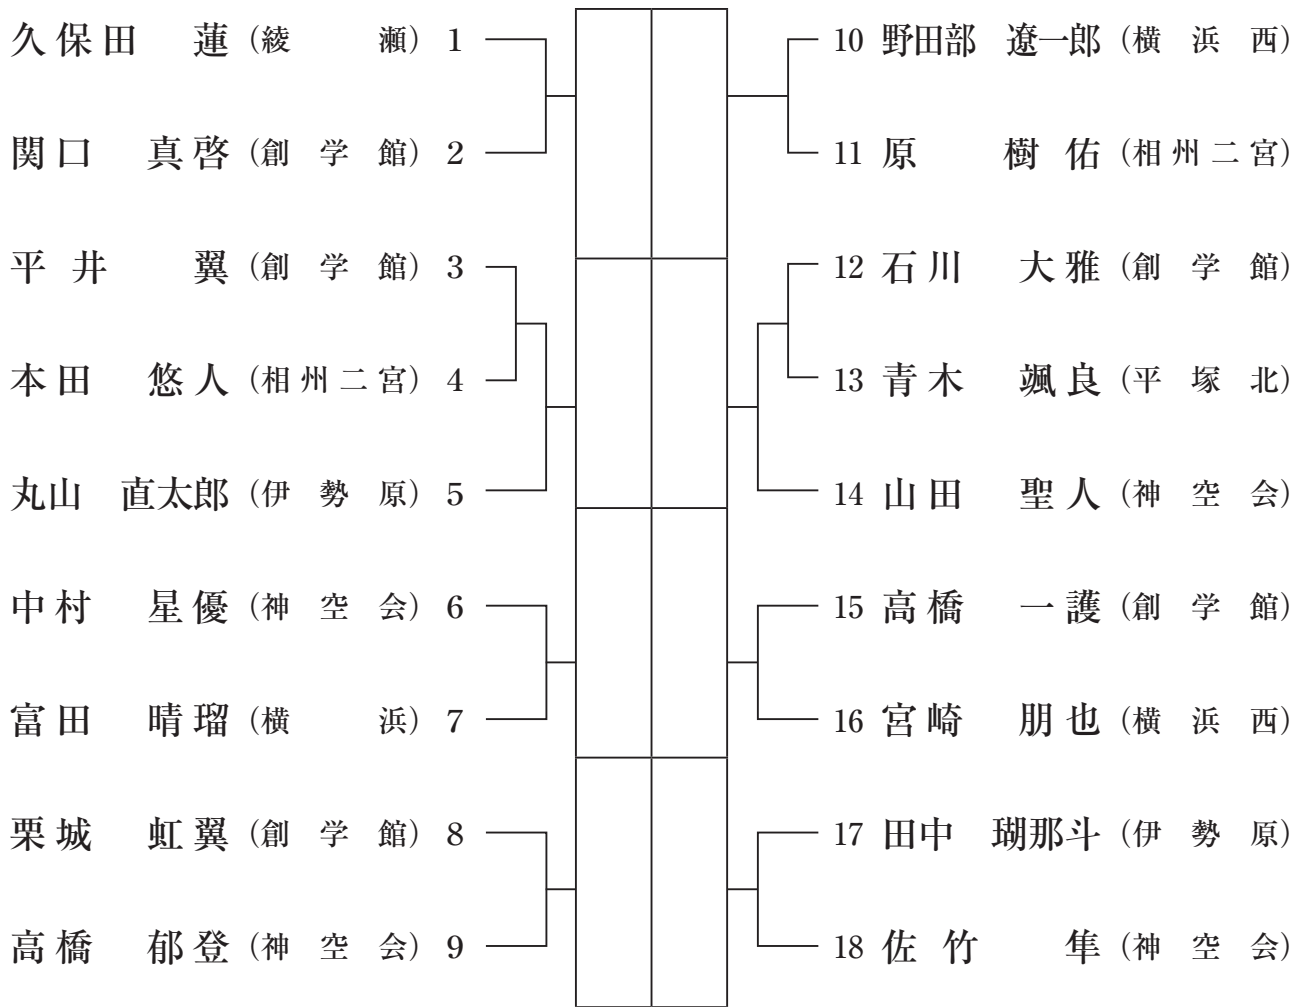 久保田 蓮 (綾瀬) 1
関口 真啓 (創学館) 2
平井 翼 (創学館) 3
本田 悠人 (相州二宮) 4
丸山 直太郎 (伊勢原) 5
中村 星優 (神空会) 6
富田 晴瑠 (横浜) 7
栗城 虹翼 (創学館) 8
高橋 郁登 (神空会) 9
10 野田部 遼一郎 (横浜西)
11 原 樹佑 (相州二宮)
12 石川 大雅 (創学館)
13 青木 颯良 (平塚北)
14 山田 聖人 (神空会)
15 高橋 一護 (創学館)
16 宮崎 朋也 (横浜西)
17 田中 瑚那斗 (伊勢原)
18 佐竹 隼 (神空会)